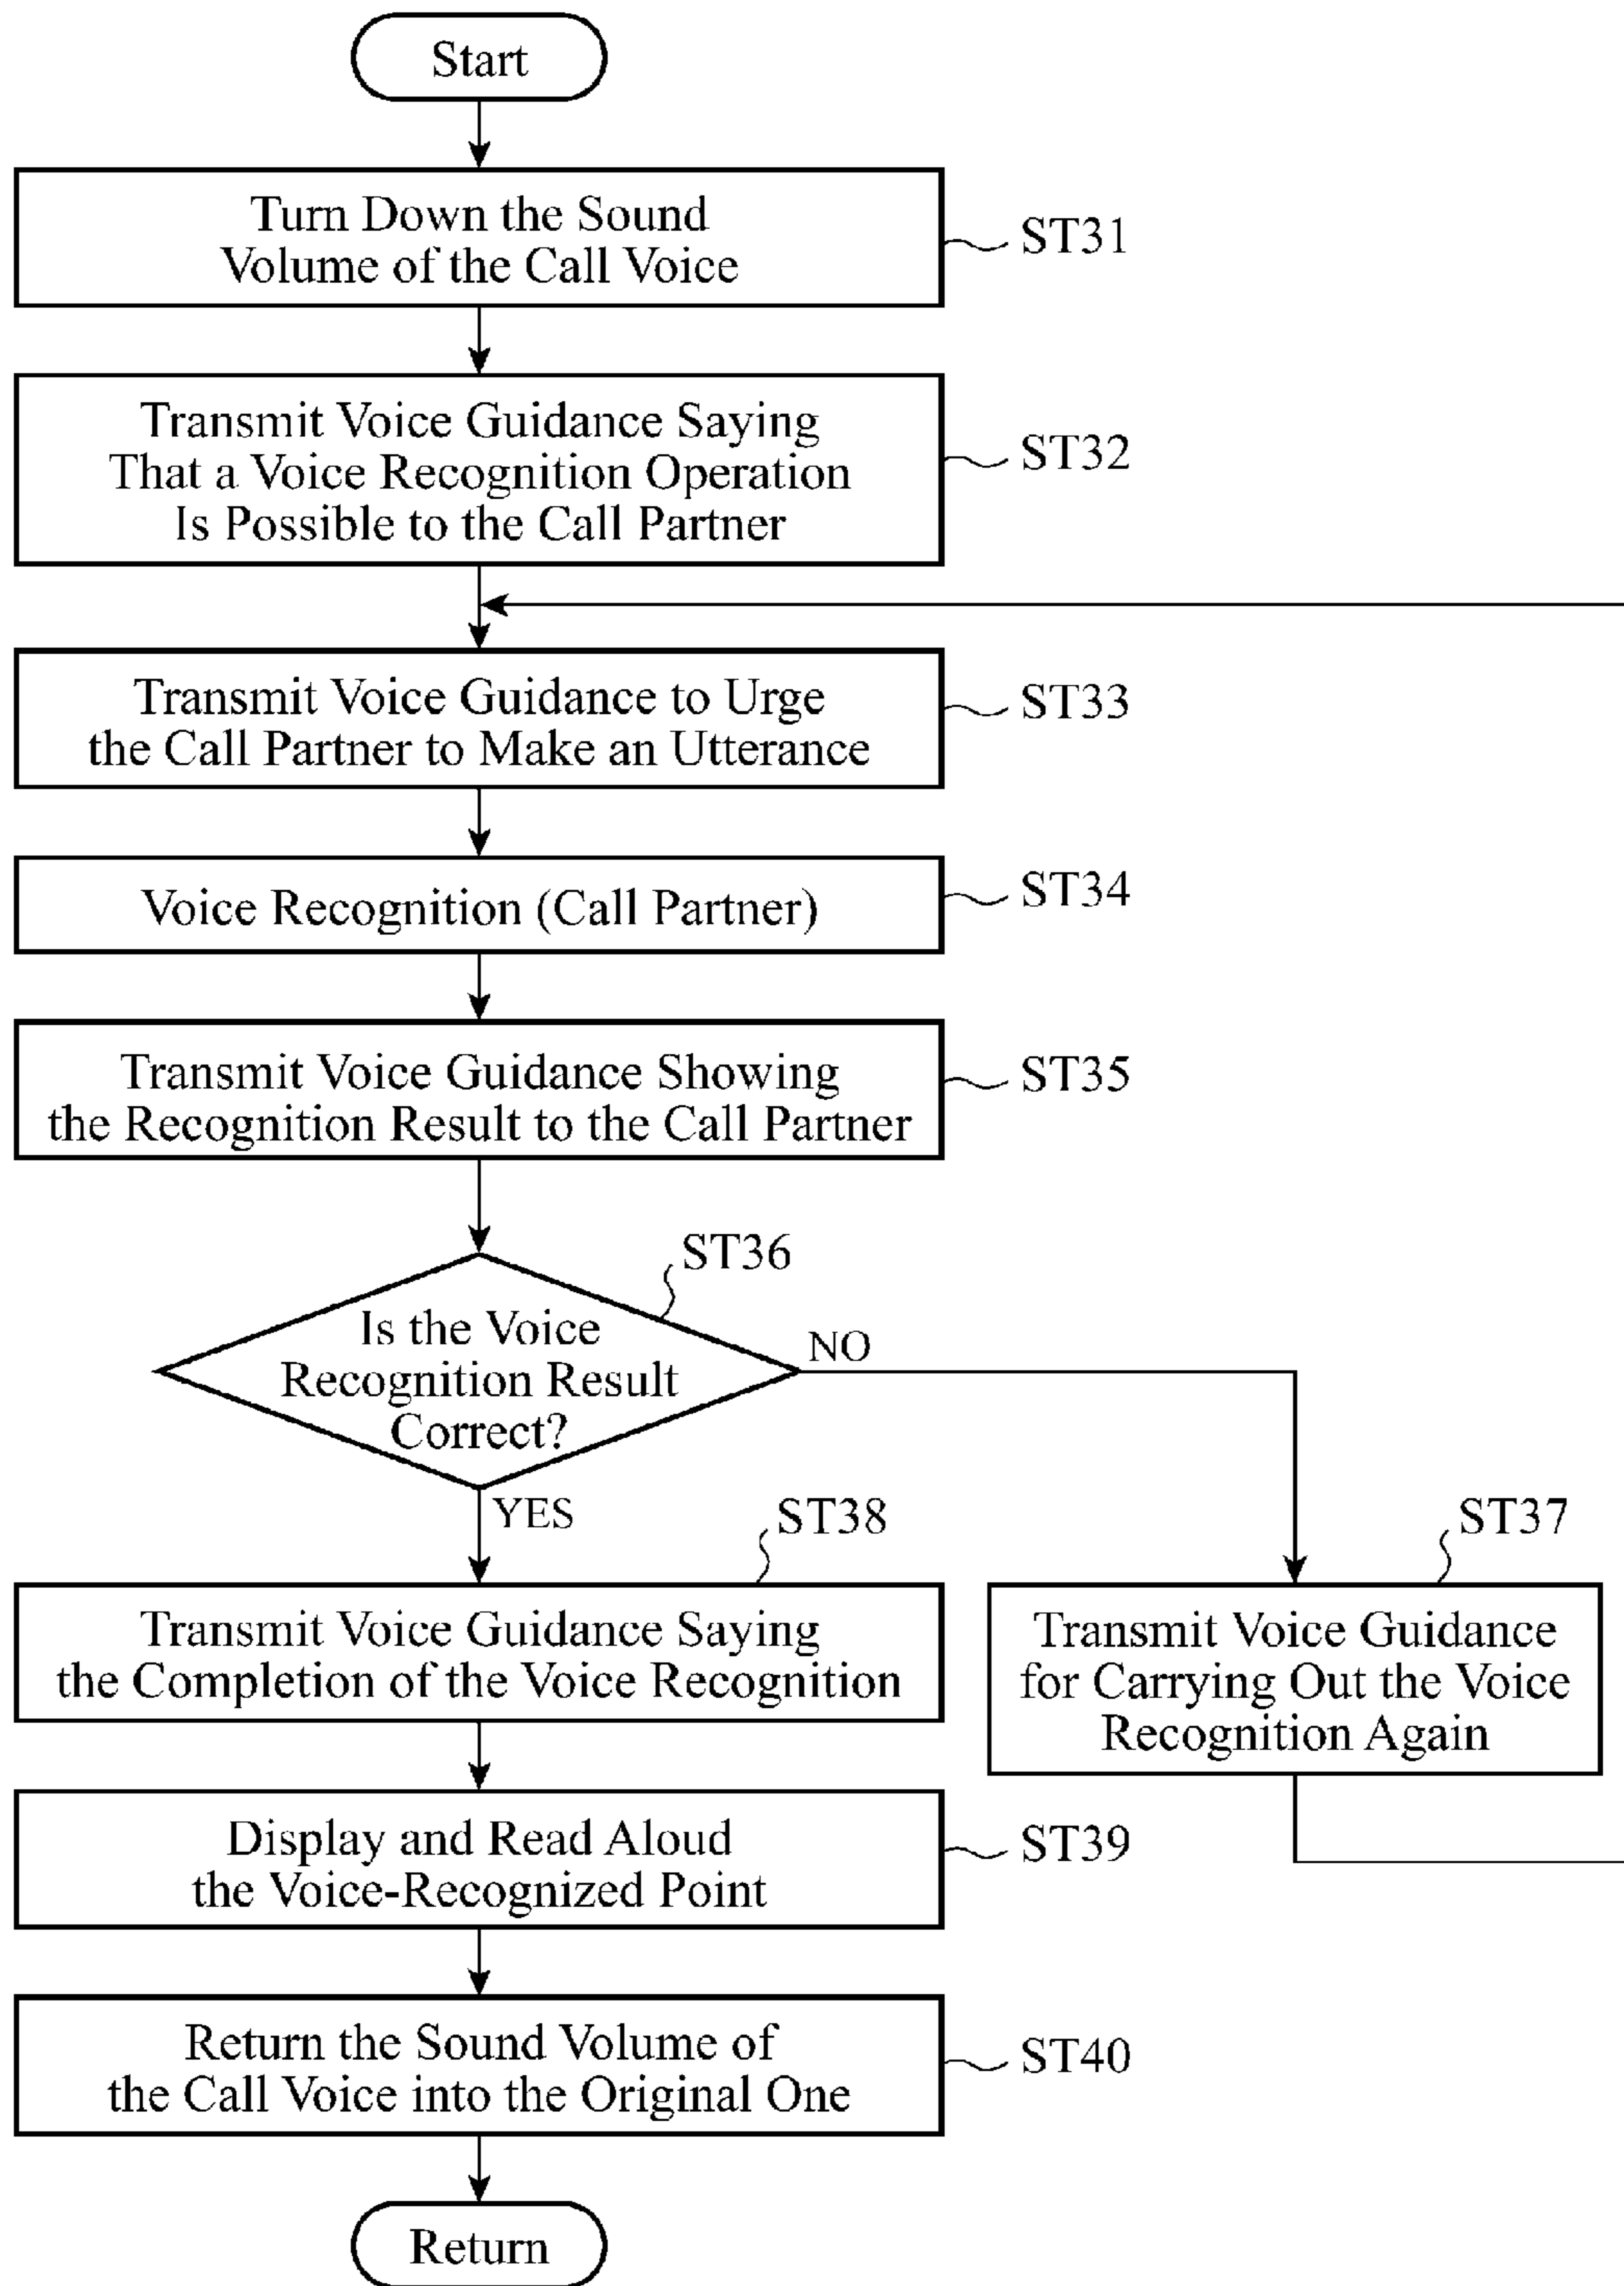 Start
Turn Down the Sound
Volume of the Call Voice
ST31
Transmit Voice Guidance Saying
That a Voice Recognition Operation
Is Possible to the Call Partner
ST32
Transmit Voice Guidance to Urge
the Call Partner to Make an Utterance
ST33
Voice Recognition (Call Partner)
ST34
Transmit Voice Guidance Showing
the Recognition Result to the Call Partner
ST35
ST36
Is the Voice
Recognition Result
Correct?
NO
YES
ST38
Transmit Voice Guidance Saying
the Completion of the Voice Recognition
ST37
Transmit Voice Guidance
for Carrying Out the Voice
Recognition Again
Display and Read Aloud
the Voice-Recognized Point
ST39
Return the Sound Volume of
the Call Voice into the Original One
ST40
Return